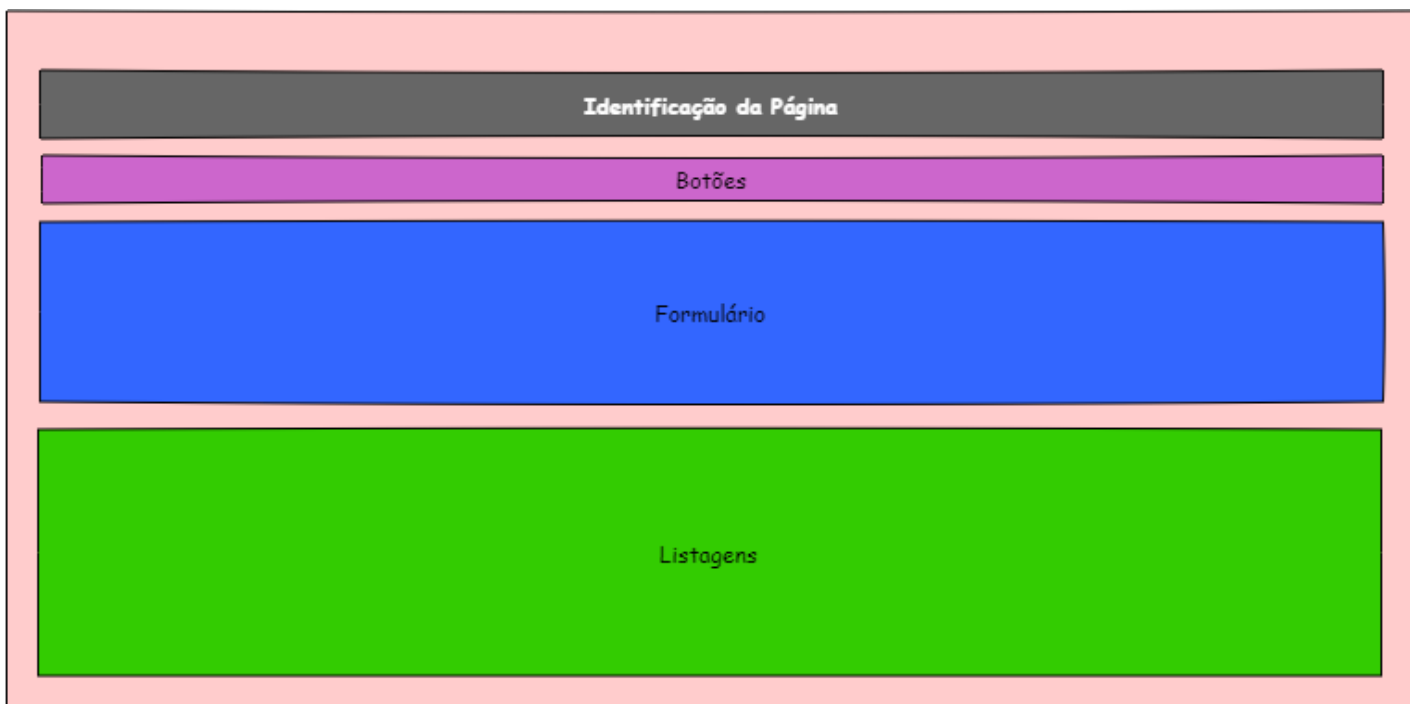 Identificação da Página
Botões
Formulário
Listagens